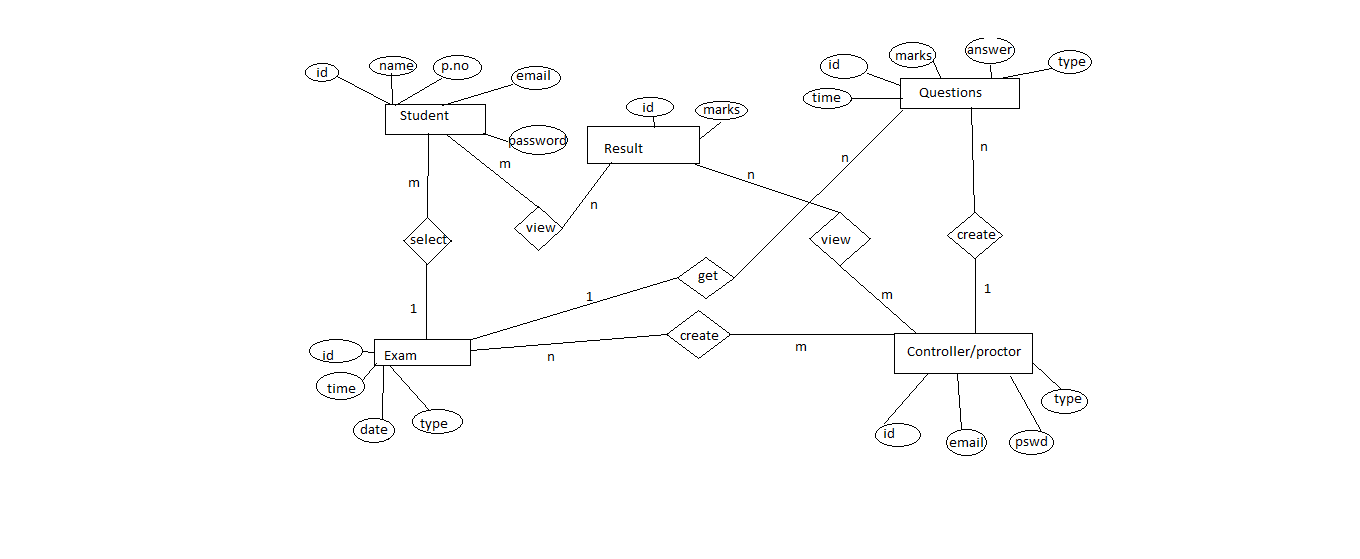 id
name
p.no
email
Student
password
id
marks
Result
id
marks
answer
type
time
Questions
m
m
n
n
n
n
select
view
view
create
get
1
1
n
create
m
m
1
Exam
id
time
date
type
Controller/proctor
id
email
pswd
type